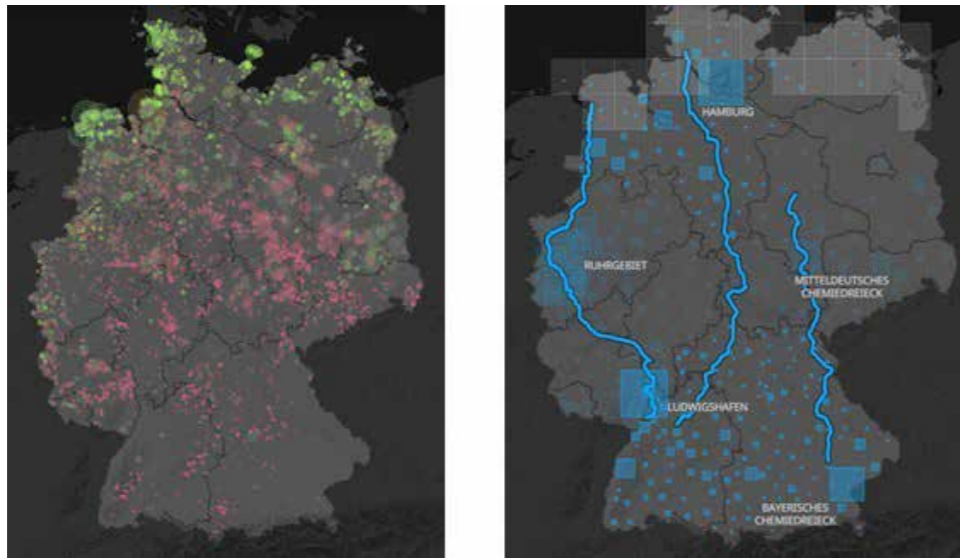 HAMBURG
RUHRGEBIET
MITTELDEUTSCHES
CHEMIEDREIECK
LUDWIGSHAFEN
BAYERISCHES
CHEMIEDREIECK